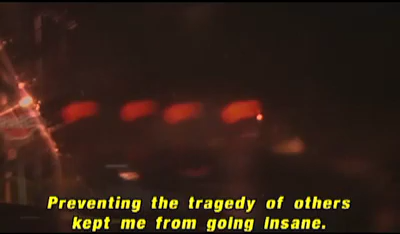 Preventing the tragedy of others
kept me from going insane.